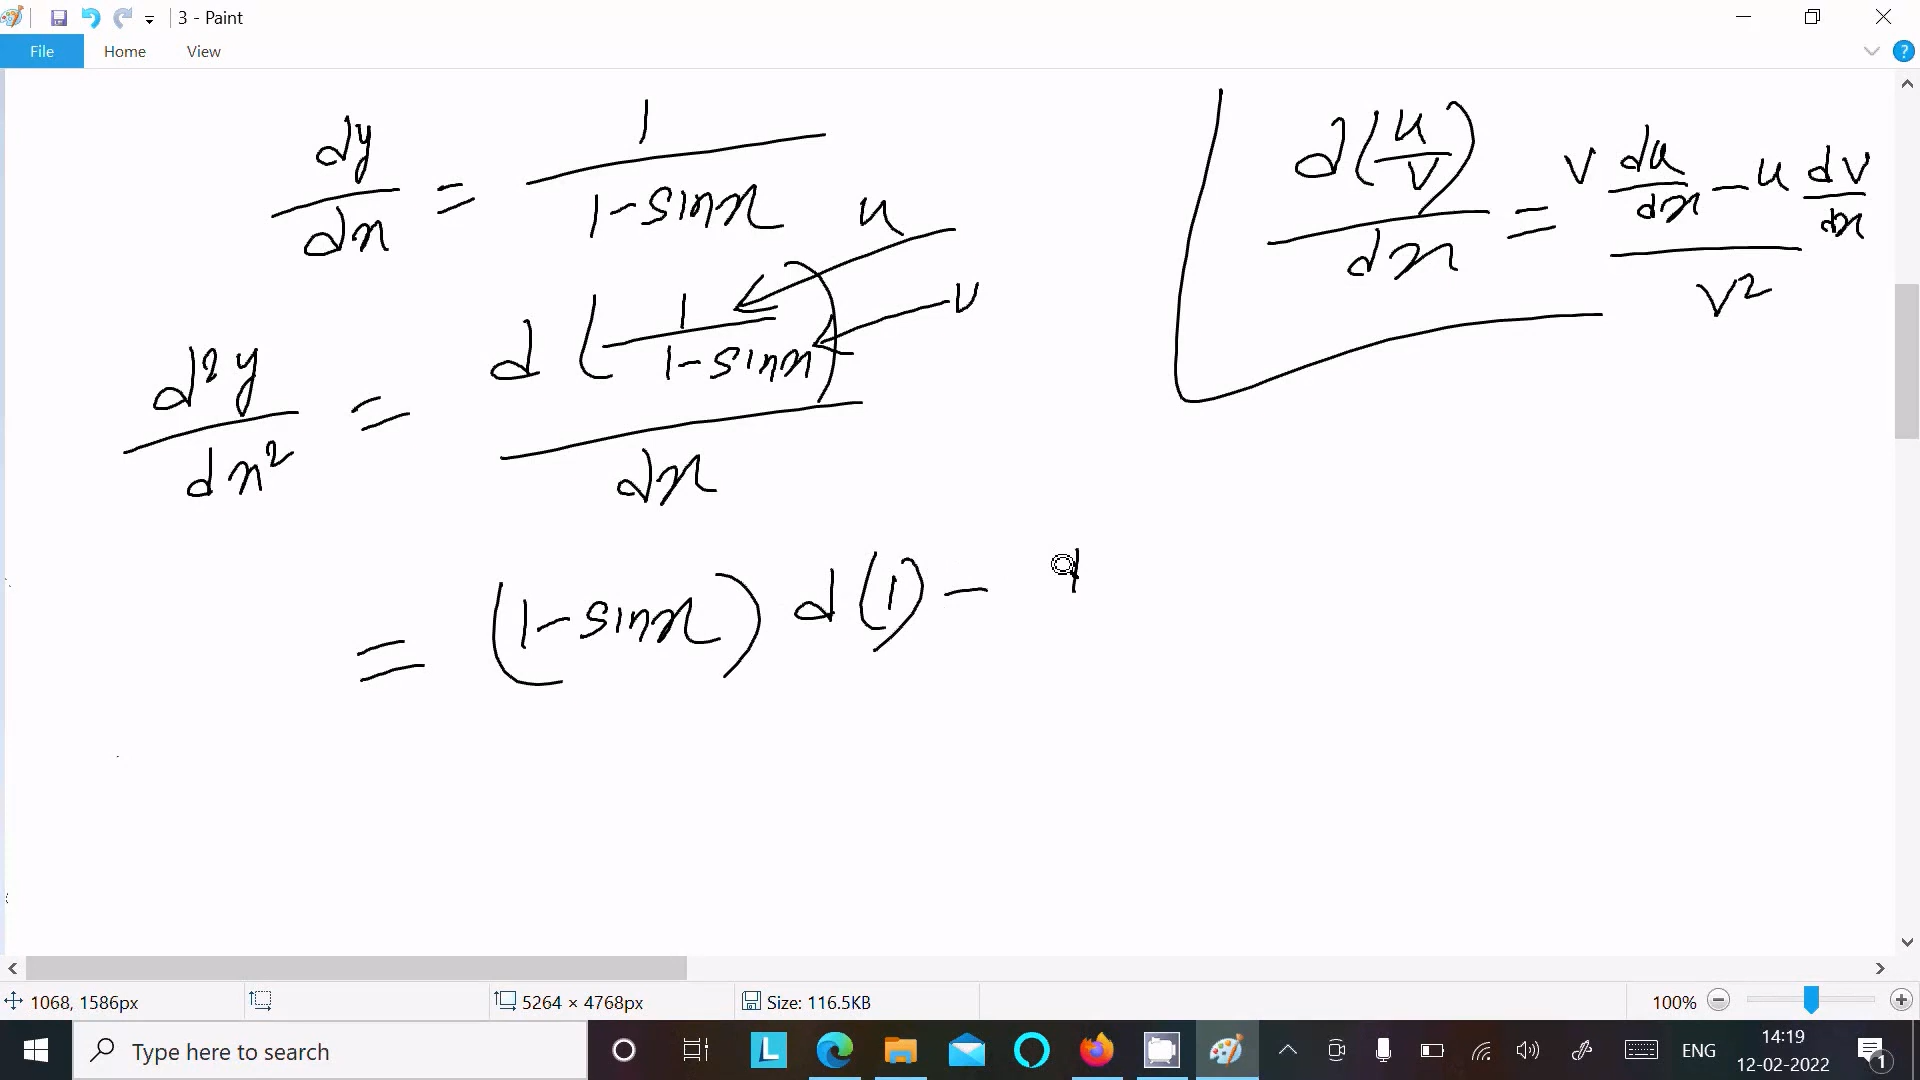 3 - Paint
File Home View
dy/dx = 1/(1-sinx)
u
d(u/v)/dx = (v du/dx - u dv/dx)/v²
d²y/dx² = d(1/(1-sinx))/dx
v
= (1-sinx) d(1) - 1
1068, 1586px 5264 × 4768px Size: 116.5KB 100%
Type here to search ENG 14:19
12-02-2022 1